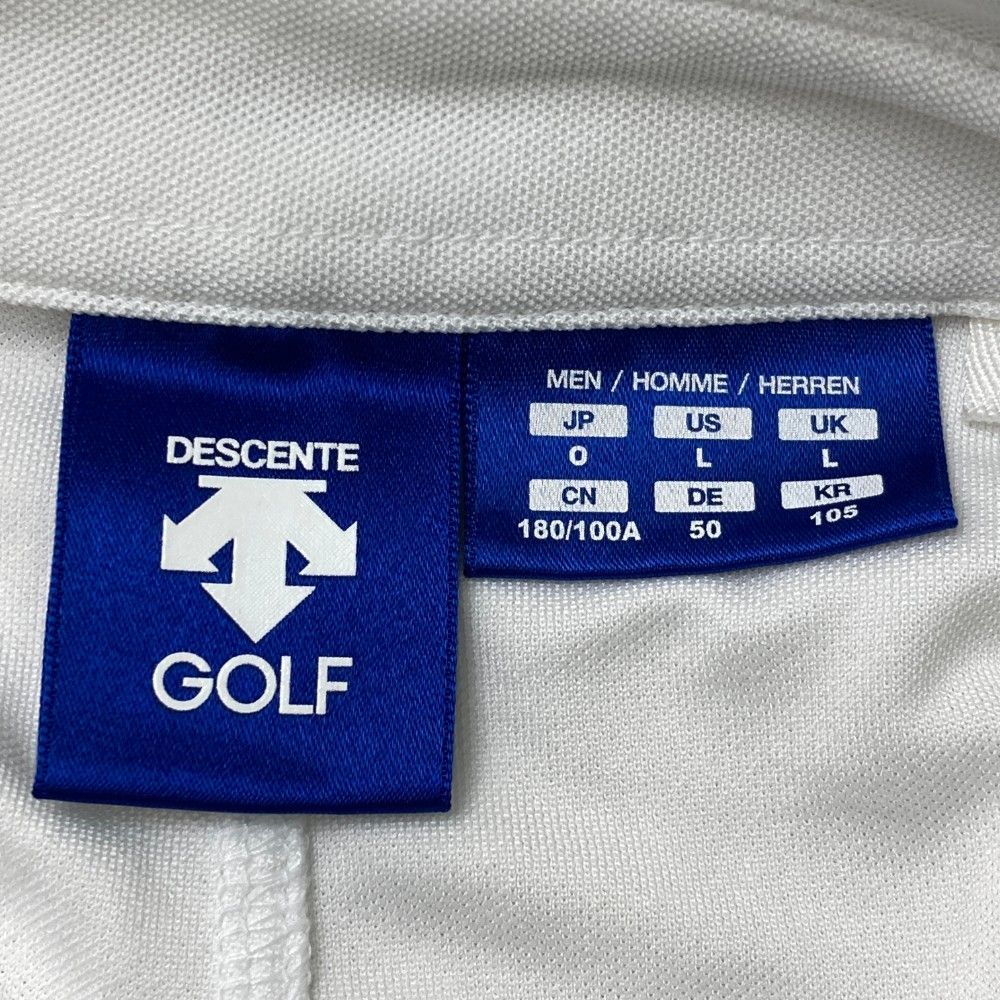 DESCENTE
GOLF
MEN / HOMME / HERREN
JP US UK
O L L
CN DE KR
180/100A 50 105